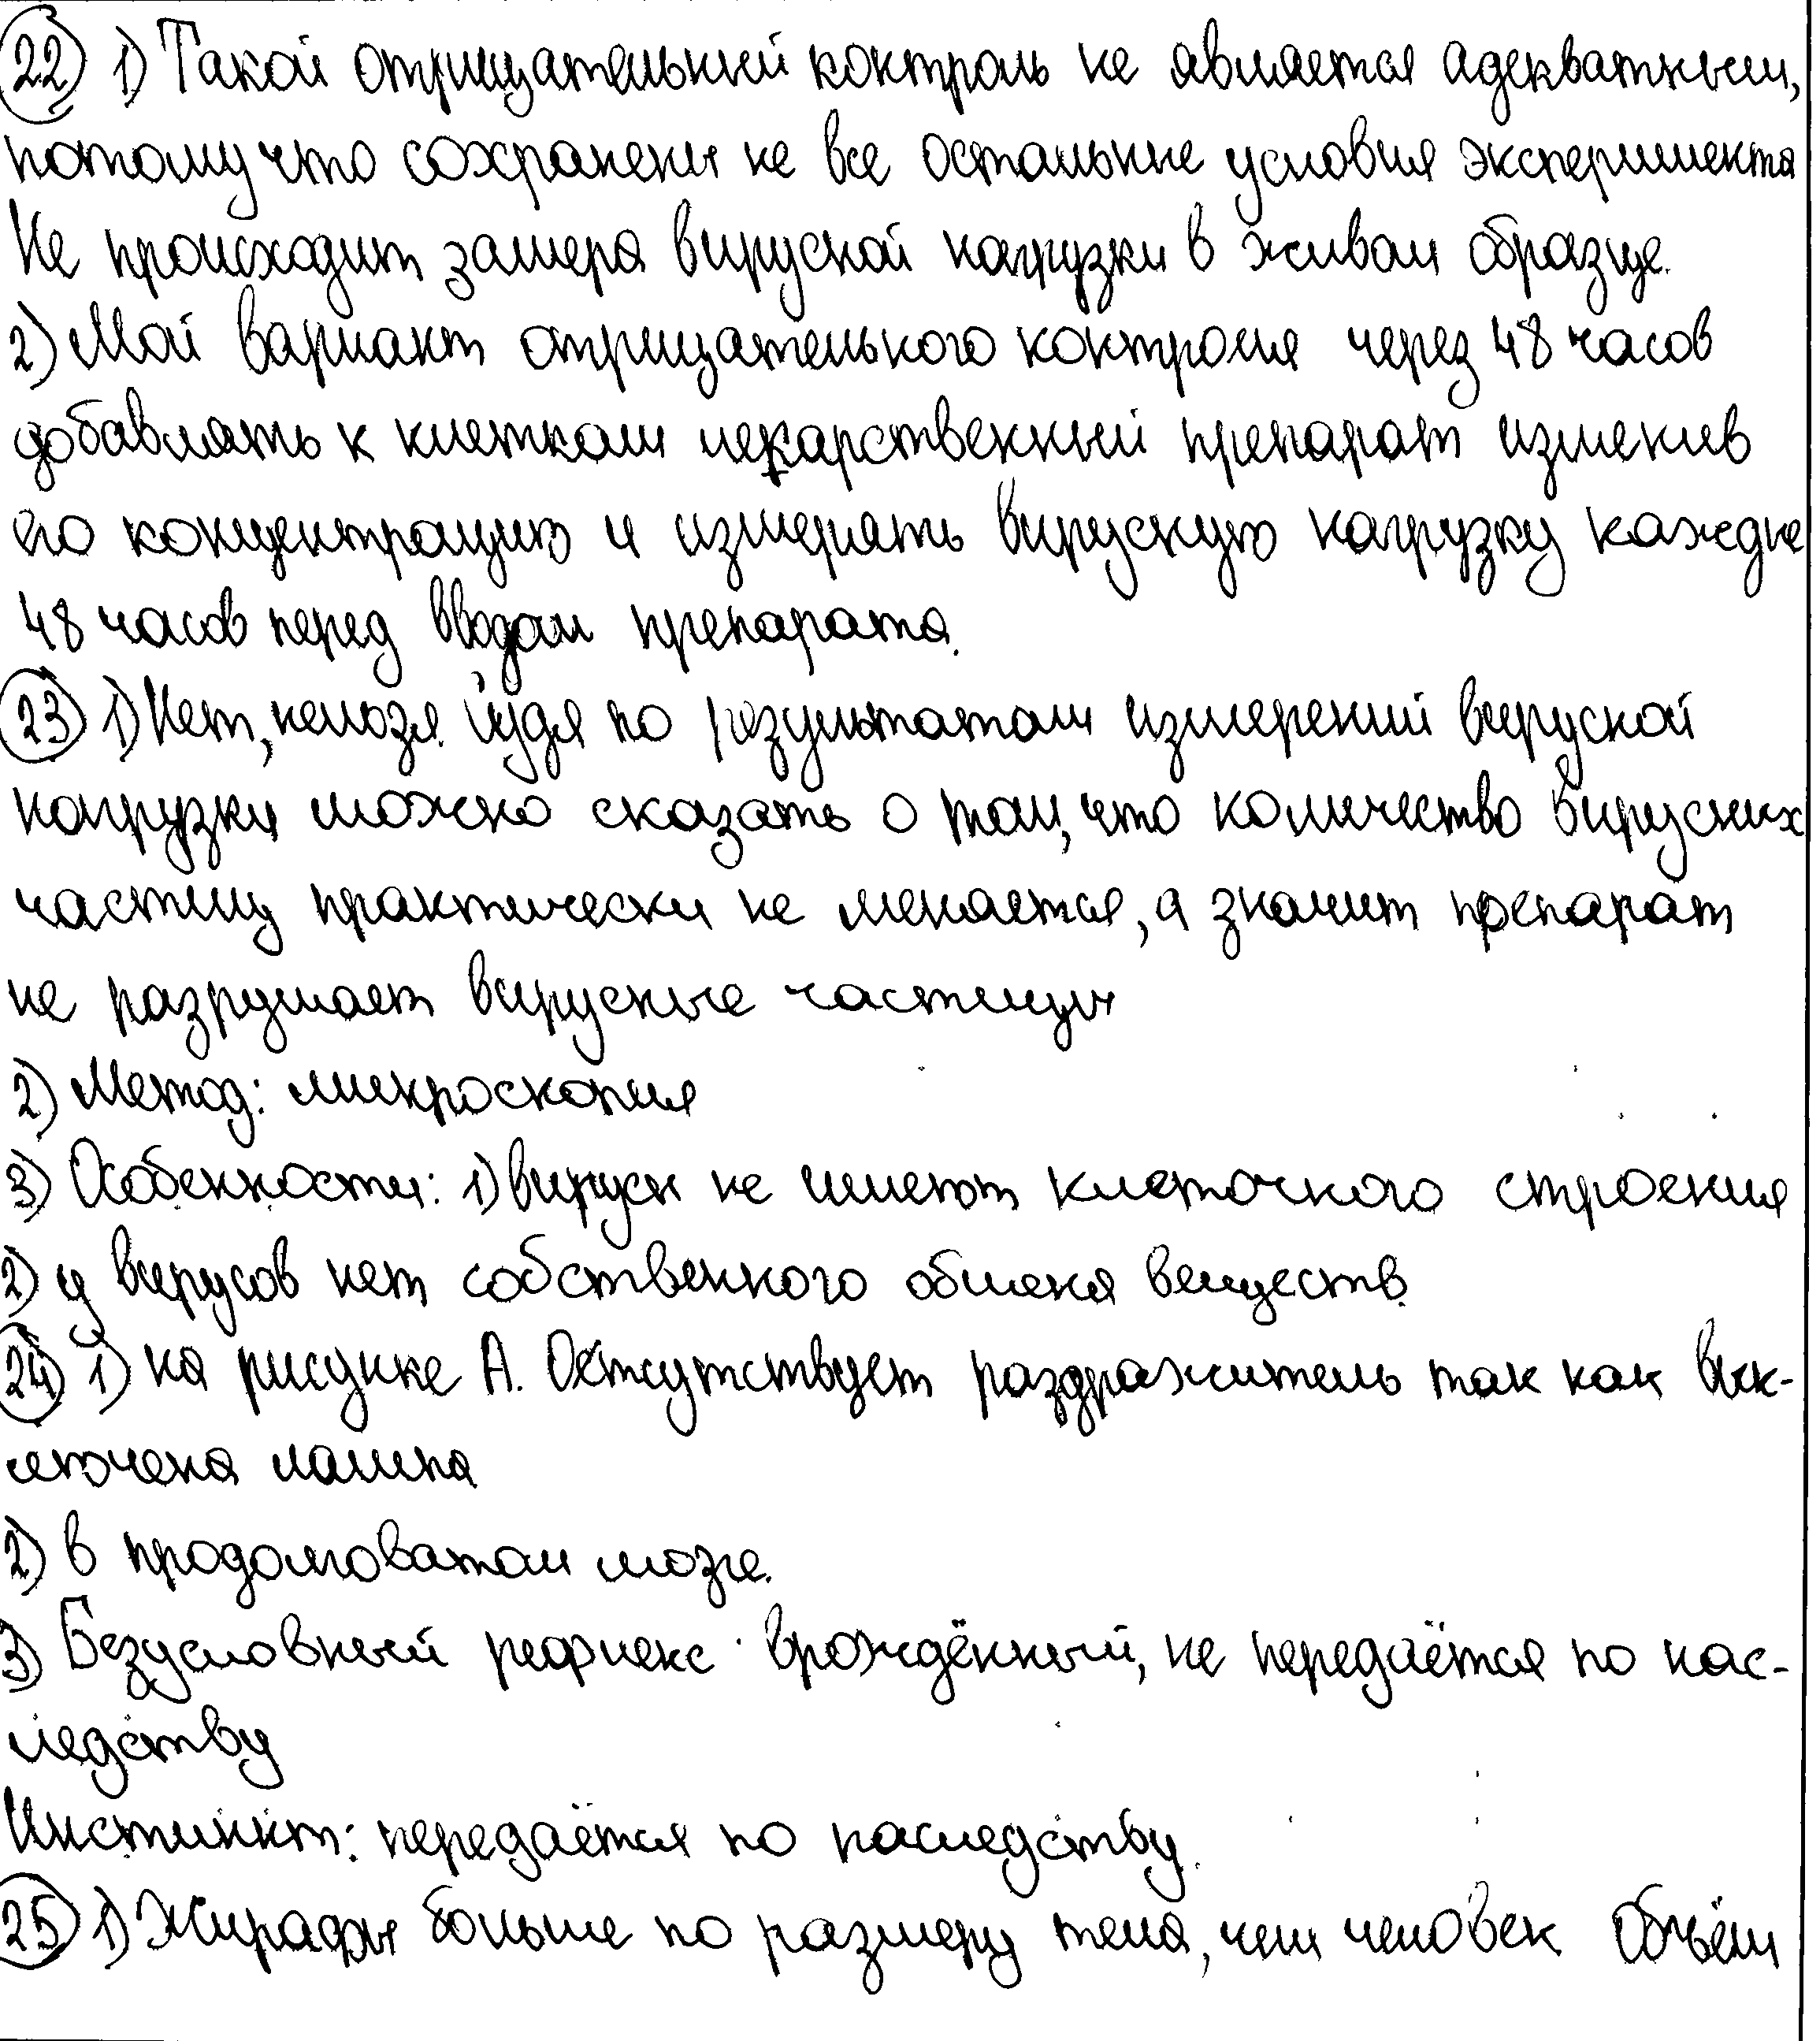 22 1) Такой отрицательный контроль не является адекватным,
потому что сохранены не все остальные условия эксперимента
Не происходит замера вирусной нагрузки в живом образце.
2) Мой вариант отрицательного контроля через 48 часов
добавлять к клеткам лекарственный препарат изменив
его концентрацию и измерять вирусную нагрузку каждые
48 часов перед вводом препарата.
23 1) Нет, нельзя. Судя по результатам измерений вирусной
нагрузки можно сказать о том, что количество вирусных
частиц практически не меняется, а значит препарат
не разрушает вирусные частицы
2) Метод: микроскопия
3) Особенности: 1) вирусы не имеют клеточного строения
2) у вирусов нет собственного обмена веществ.
24 1) на рисунке А. Отсутствует раздражитель так как вык-
лючена лампа
2) в продолговатом мозге.
3) Безусловный рефлекс врождённый, не передаётся по нас-
ледству
Инстинкт: передаётся по наследству.
25 1) Жирафы больше по размеру тела, чем человек Объём